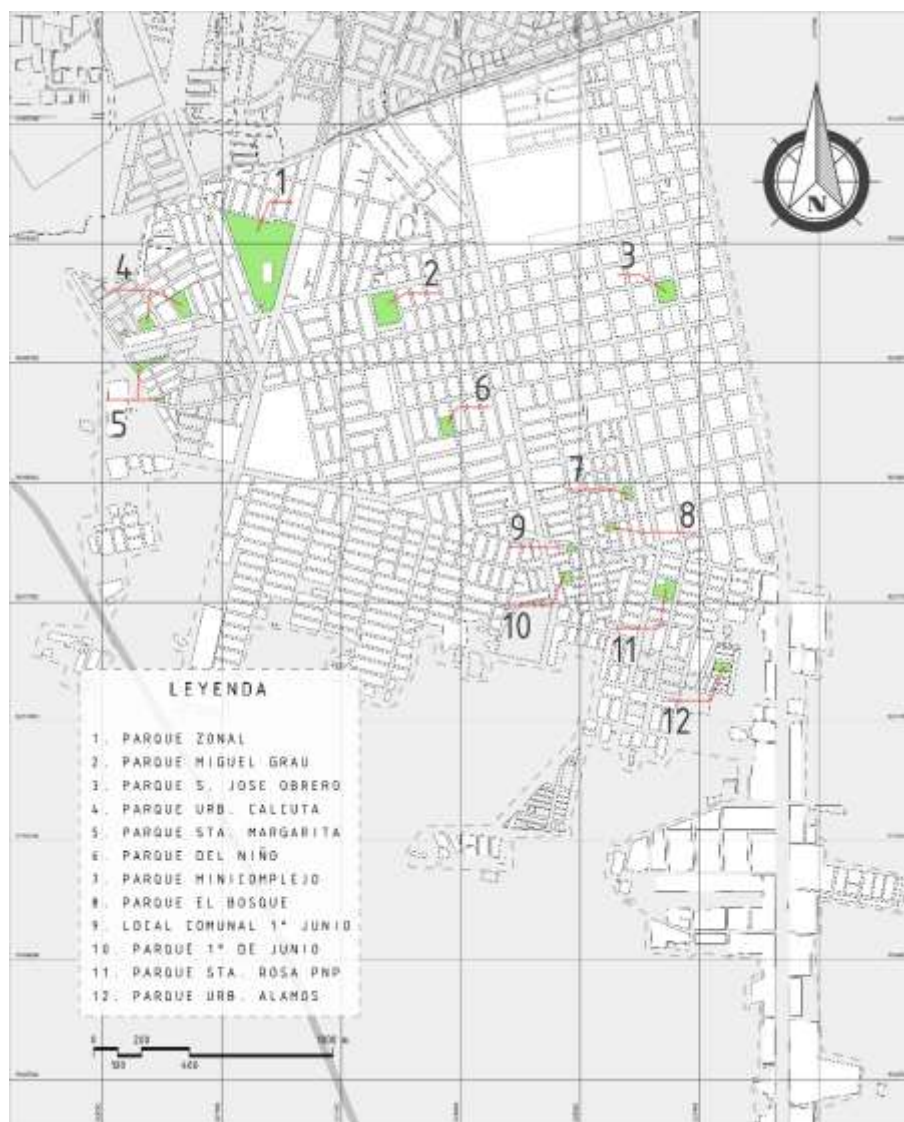 N
1
2
3
4
5
6
7
8
9
10
11
12
LEYENDA
1. PARQUE ZONAL
2. PARQUE MIGUEL GRAU
3. PARQUE S. JOSE OBRERO
4. PARQUE URB. CALCUTA
5. PARQUE STA. MARGARITA
6. PARQUE DEL NIÑO
7. PARQUE MINICOMPLEJO
8. PARQUE EL BOSQUE
9. LOCAL COMUNAL 1º JUNIO
10. PARQUE 1º DE JUNIO
11. PARQUE STA. ROSA PNP
12. PARQUE URB. ALAMOS
0 200 1000 m
100 400